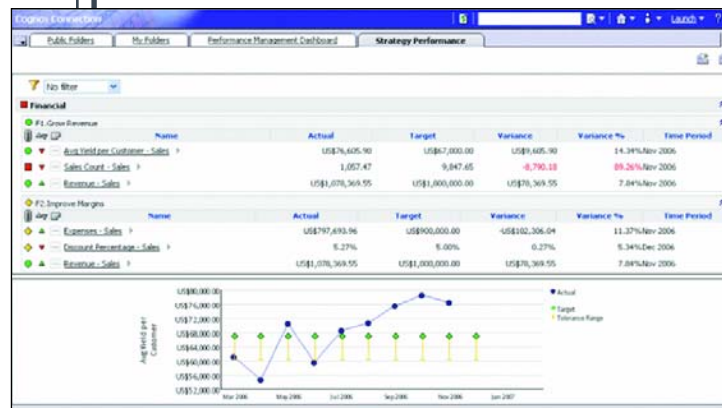 Cognos Connection
Launch ?
Public Folders My Folders Performance Management Dashboard Strategy Performance
No filter
Financial
F1.Grow Revenue
Name Actual Target Variance Variance % Time Period
Avg Yield per Customer - Sales US$76,605.90 US$67,000.00 US$9,605.90 14.34% Nov 2006
Sales Count - Sales 1,057.47 9,847.65 -8,790.18 89.26% Nov 2006
Revenue - Sales US$1,078,369.55 US$1,000,000.00 US$78,369.55 7.84% Nov 2006
F2.Improve Margins
Name Actual Target Variance Variance % Time Period
Expenses - Sales US$797,693.96 US$900,000.00 -US$102,306.04 11.37% Nov 2006
Discount Percentage - Sales 5.27% 5.00% 0.27% 5.34% Dec 2006
Revenue - Sales US$1,078,369.55 US$1,000,000.00 US$78,369.55 7.84% Nov 2006
Avg Yield per Customer
US$80,000.00
US$76,000.00
US$72,000.00
US$68,000.00
US$64,000.00
US$60,000.00
US$56,000.00
US$52,000.00
Mar 2006 May 2006 Jul 2006 Sep 2006 Nov 2006 Jan 2007
Actual
Target
Tolerance Range